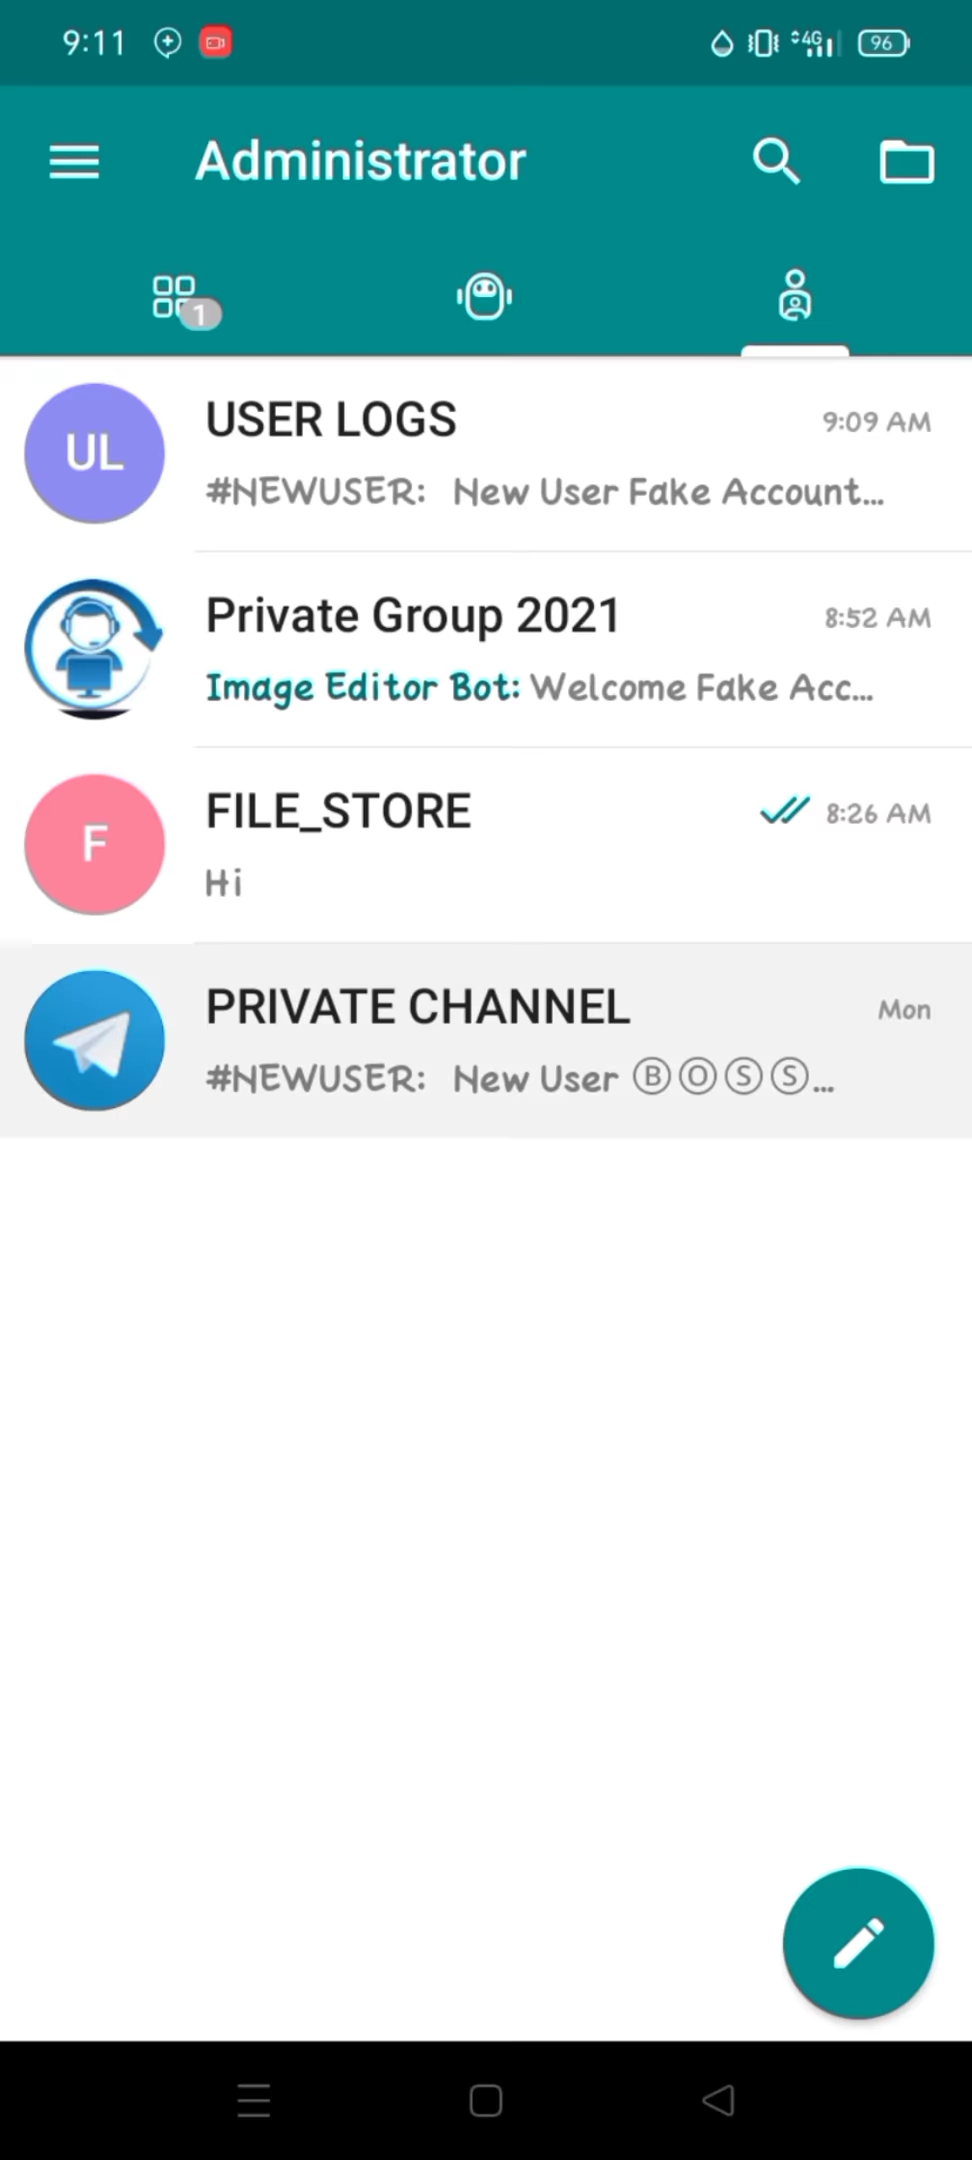 9:11 4G 96
Administrator
1
UL USER LOGS 9:09 AM
#NEWUSER: New User Fake Account...
Private Group 2021 8:52 AM
Image Editor Bot: Welcome Fake Acc...
F FILE_STORE 8:26 AM
Hi
PRIVATE CHANNEL Mon
#NEWUSER: New User Ⓑⓞⓢⓢ...